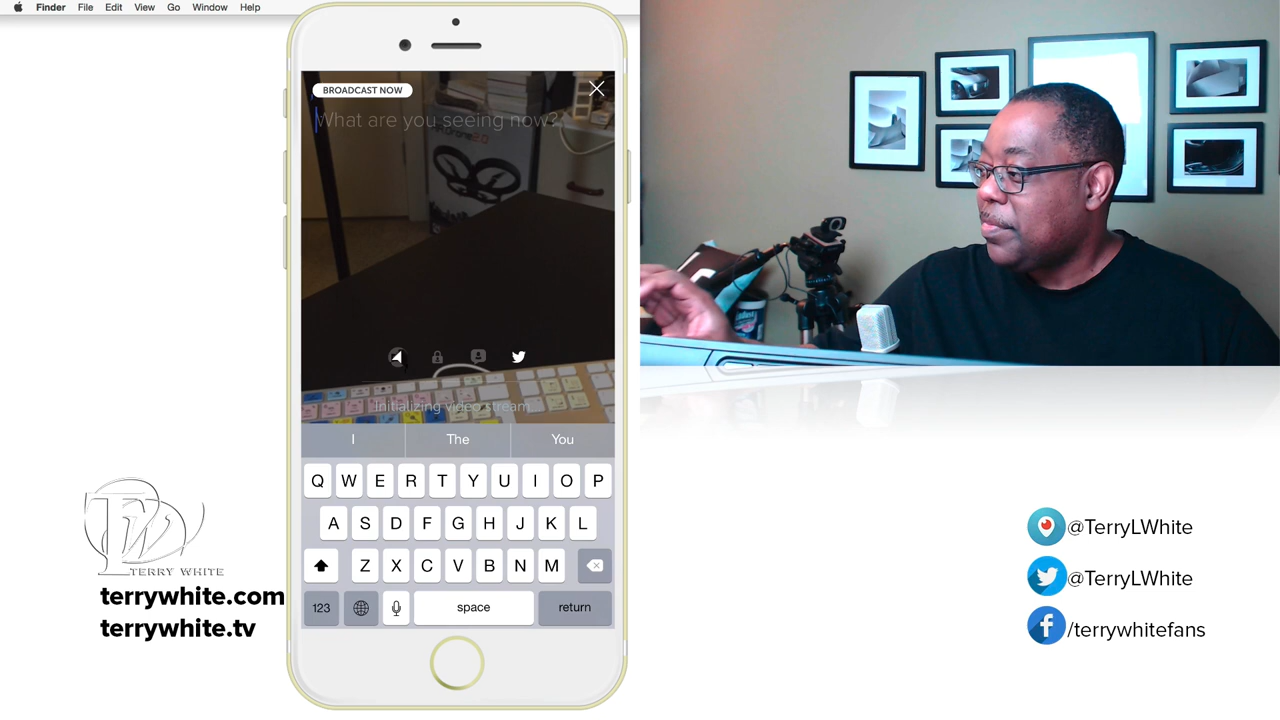 Finder File Edit View Go Window Help
BROADCAST NOW
What are you seeing now?
Initializing video stream
I The You
Q W E R T Y U I O P
A S D F G H J K L
Z X C V B N M
123 space return
TW
TERRY WHITE
terrywhite.com
terrywhite.tv
@TerryLWhite
@TerryLWhite
/terrywhitefans